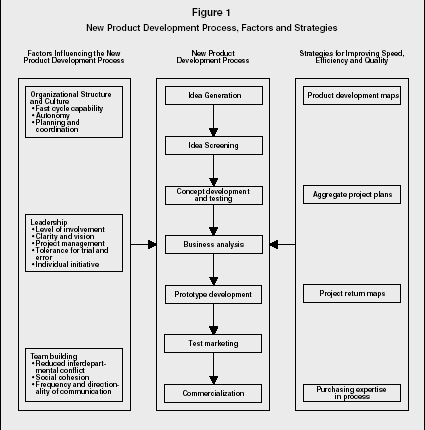 Figure 1
New Product Development Process, Factors and Strategies
Factors Influencing the New
Product Development Process
Organizational Structure
and Culture
• Fast cycle capability
• Autonomy
• Planning and
coordination
Leadership
• Level of involvement
• Clarity and vision
• Project management
• Tolerance for trial and
error
• Individual initiative
Team building
• Reduced interdepart-
mental conflict
• Social cohesion
• Frequency and direction-
ality of communication
New Product
Development Process
Idea Generation
Idea Screening
Concept development
and testing
Business analysis
Prototype development
Test marketing
Commercialization
Strategies for Improving Speed,
Efficiency and Quality
Product development maps
Aggregate project plans
Project return maps
Purchasing expertise
in process